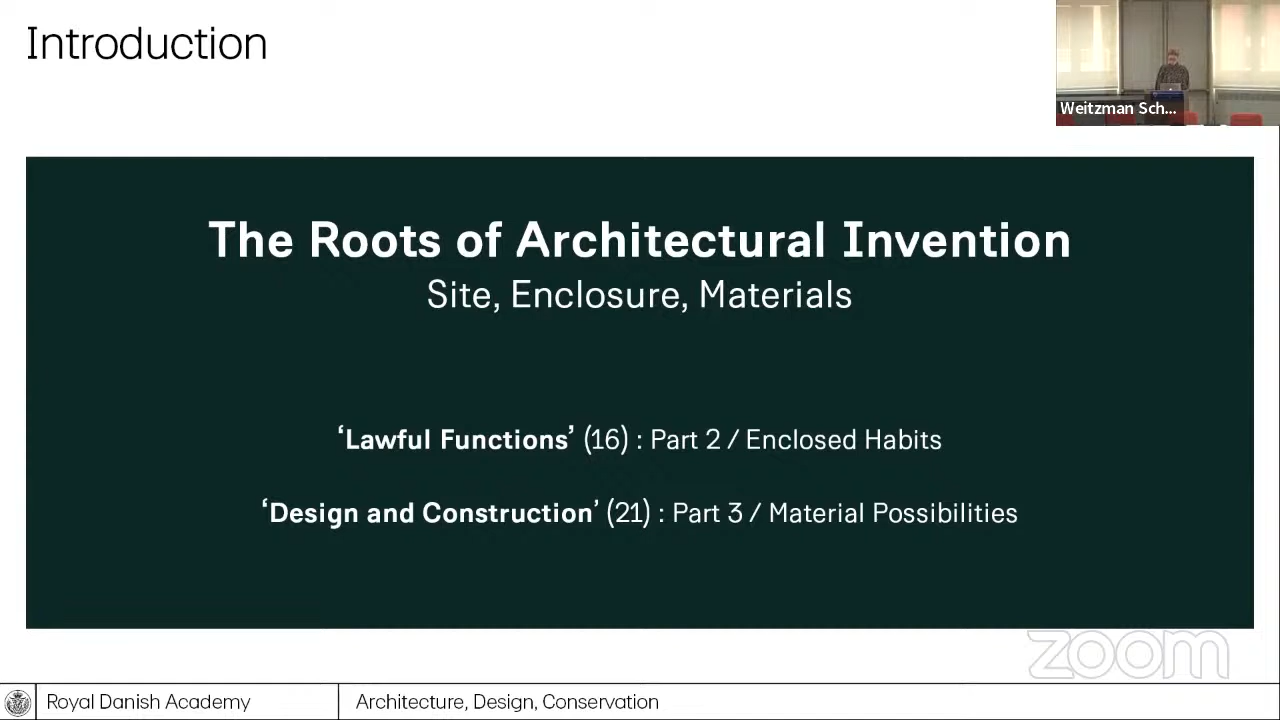 Introduction
Weitzman Sch...
The Roots of Architectural Invention
Site, Enclosure, Materials
‘Lawful Functions’ (16) : Part 2 / Enclosed Habits
‘Design and Construction’ (21) : Part 3 / Material Possibilities
zoom
Royal Danish Academy
Architecture, Design, Conservation